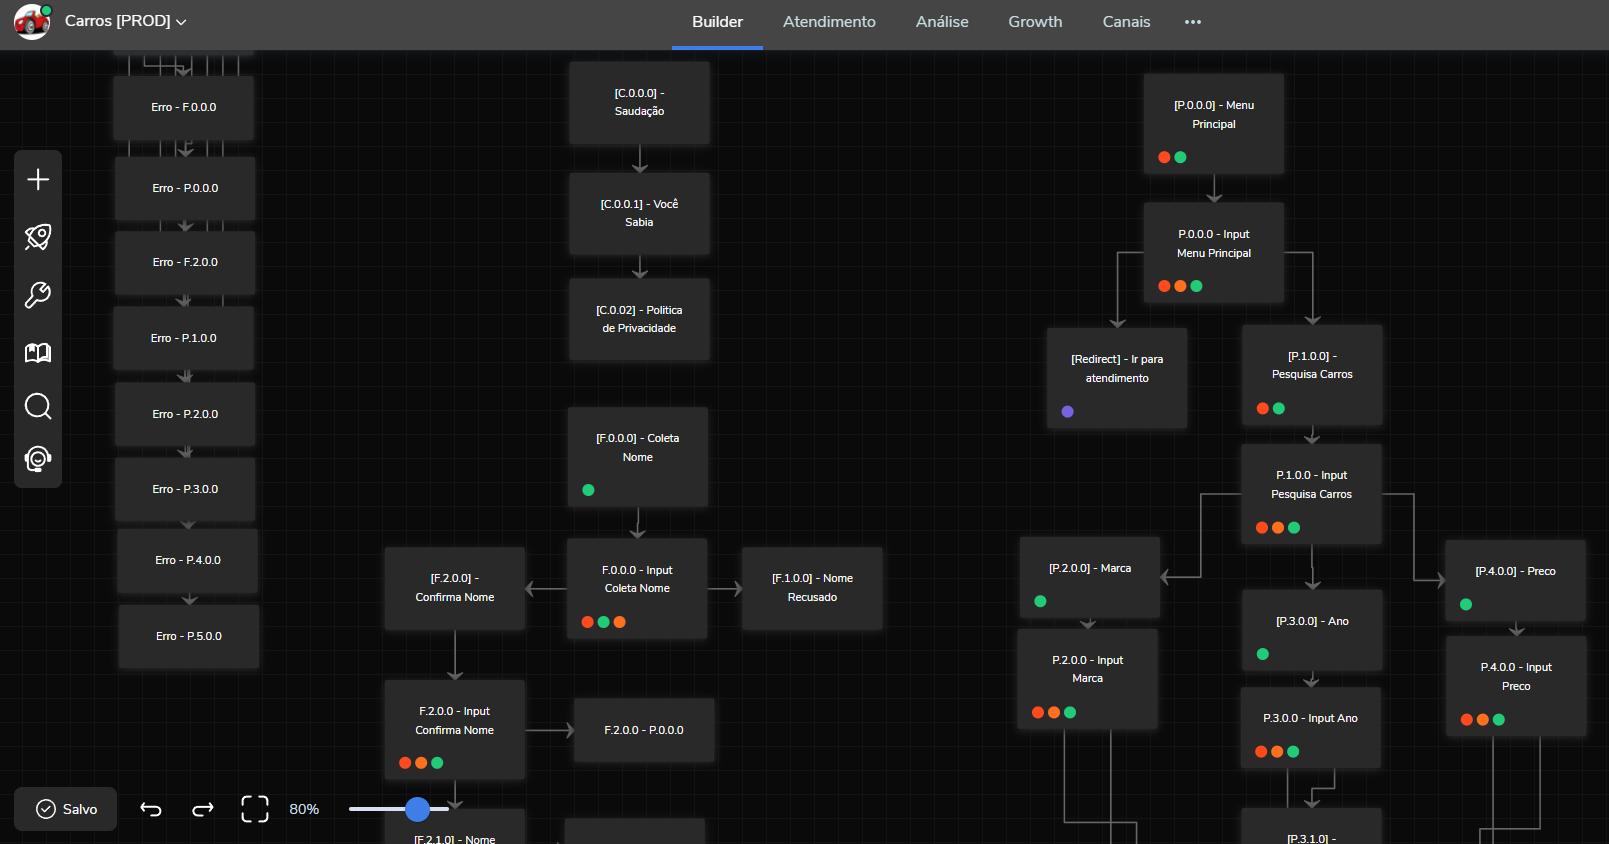 Carros [PROD]
Builder
Atendimento
Análise
Growth
Canais
Erro - F.0.0.0
Erro - P.0.0.0
Erro - F.2.0.0
Erro - P.1.0.0
Erro - P.2.0.0
Erro - P.3.0.0
Erro - P.4.0.0
Erro - P.5.0.0
[C.0.0.0] -
Saudação
[C.0.0.1] - Você
Sabia
[C.0.02] - Politica
de Privacidade
[F.0.0.0] - Coleta
Nome
F.0.0.0 - Input
Coleta Nome
[F.2.0.0] -
Confirma Nome
[F.1.0.0] - Nome
Recusado
F.2.0.0 - Input
Confirma Nome
F.2.0.0 - P.0.0.0
[F.2.1.0] - Nome
[P.0.0.0] - Menu
Principal
P.0.0.0 - Input
Menu Principal
[Redirect] - Ir para
atendimento
[P.1.0.0] -
Pesquisa Carros
P.1.0.0 - Input
Pesquisa Carros
[P.2.0.0] - Marca
P.2.0.0 - Input
Marca
[P.3.0.0] - Ano
P.3.0.0 - Input Ano
[P.3.1.0] -
[P.4.0.0] - Preco
P.4.0.0 - Input
Preco
Salvo
80%